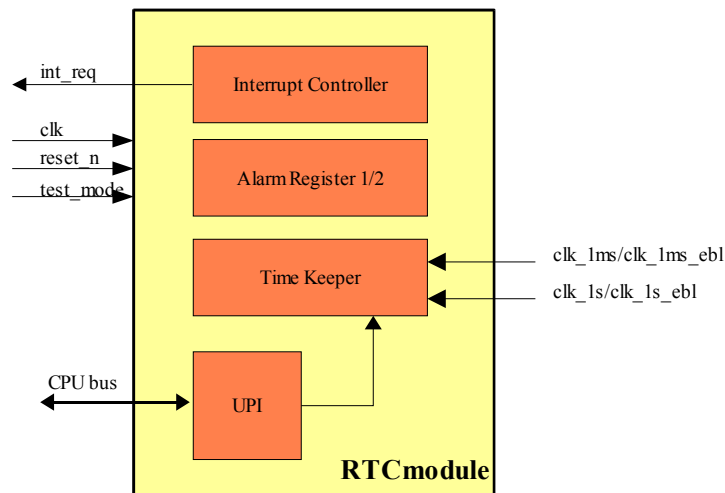 int_req
Interrupt Controller
clk
reset_n
test_mode
Alarm Register 1/2
Time Keeper
clk_1ms/clk_1ms_ebl
clk_1s/clk_1s_ebl
CPU bus
UPI
RTCmodule